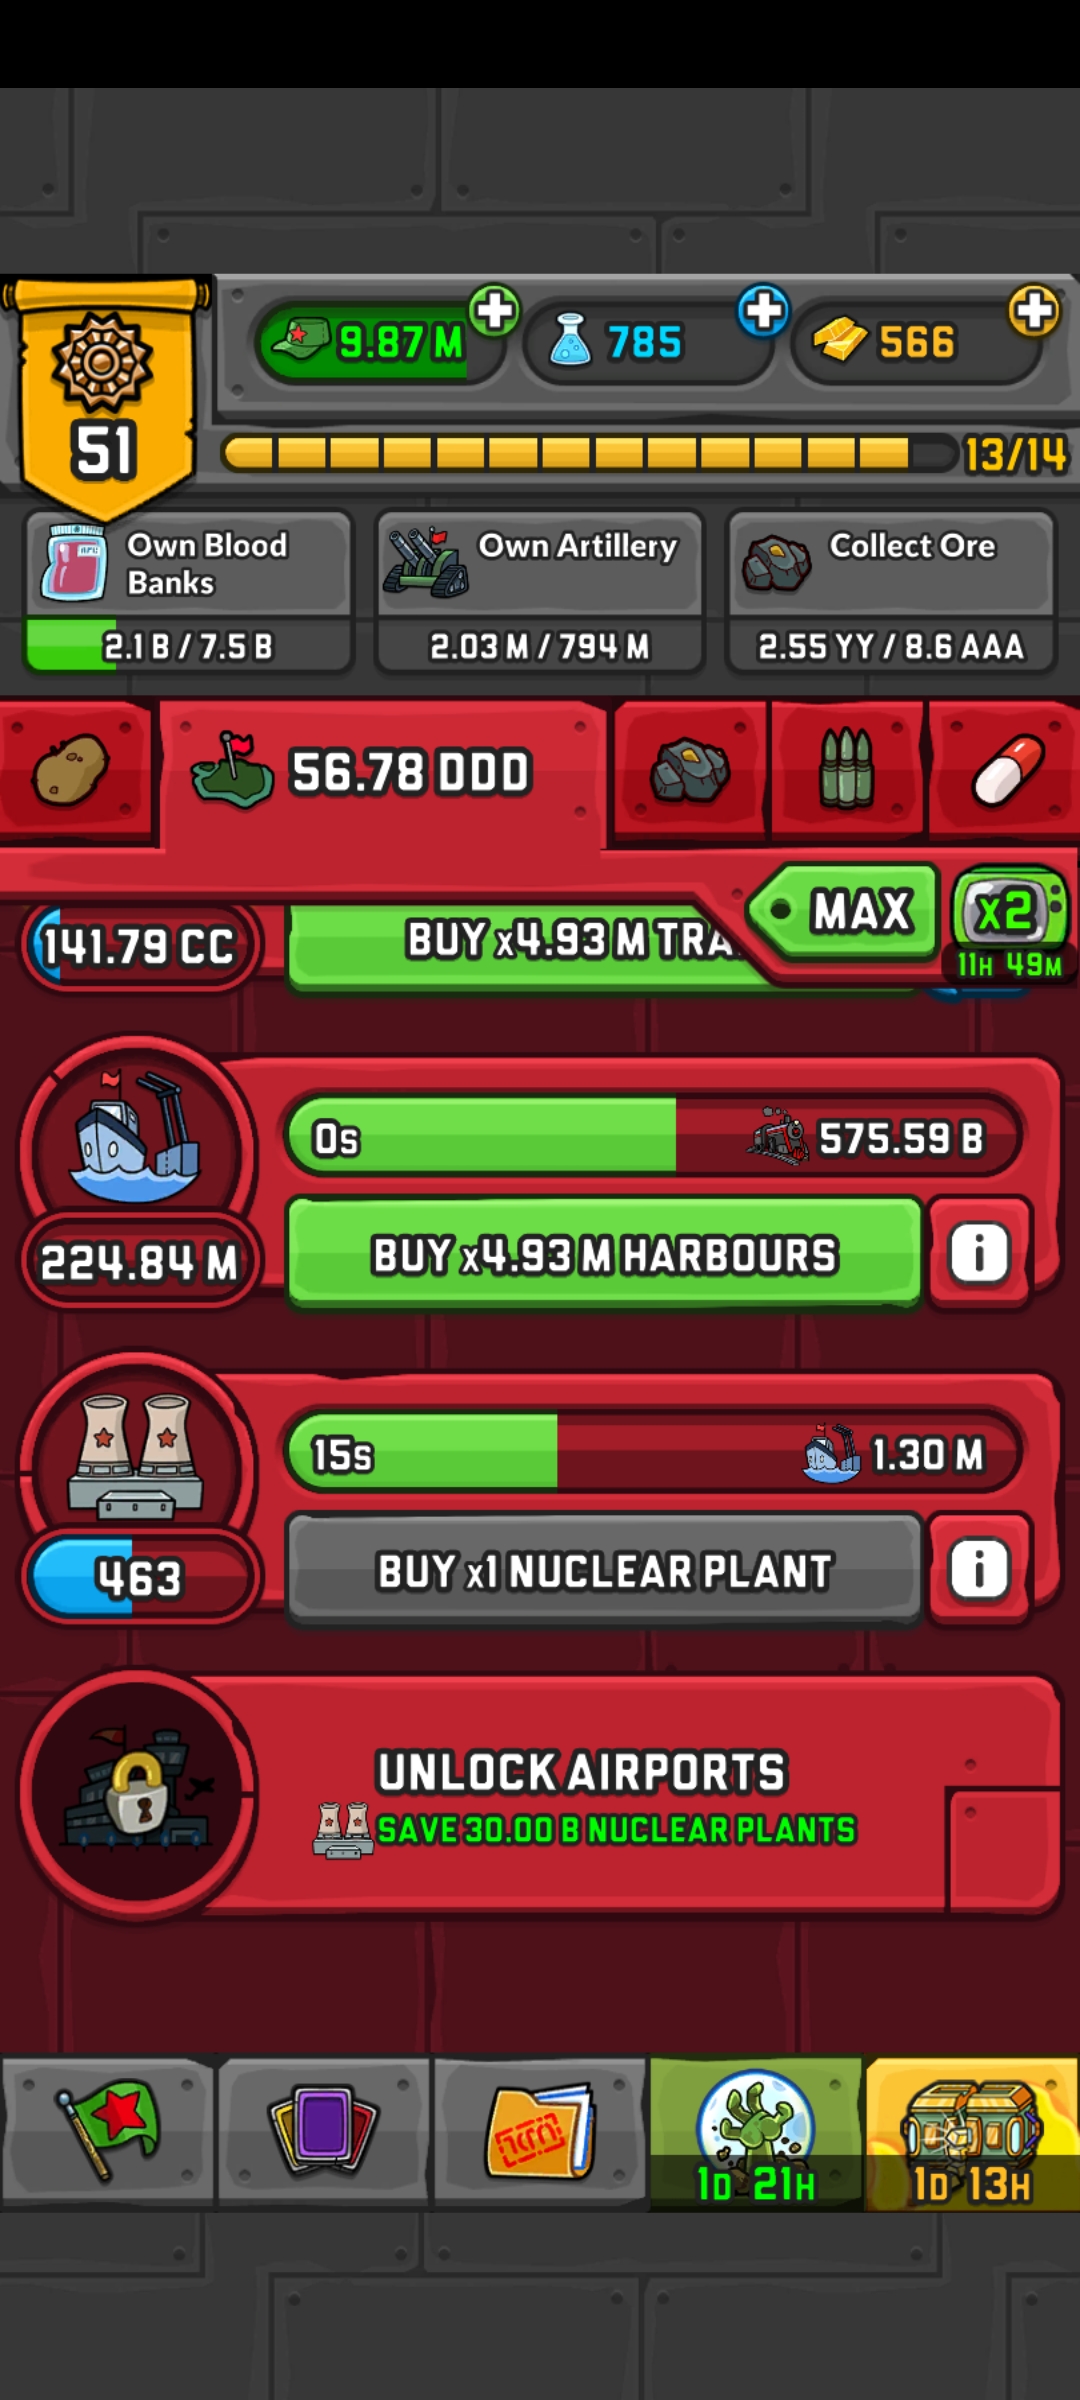 9.87 M
785
566
51
13/14
Own Blood
Banks
Own Artillery
Collect Ore
2.1 B / 7.5 B
2.03 M / 794 M
2.55 YY / 8.6 AAA
56.78 DDD
MAX
x2
11H 49M
141.79 CC
BUY x4.93 M TRA
0s
575.59 B
224.84 M
BUY x4.93 M HARBOURS
i
15s
1.30 M
463
BUY x1 NUCLEAR PLANT
i
UNLOCK AIRPORTS
SAVE 30.00 B NUCLEAR PLANTS
1D 21H
1D 13H